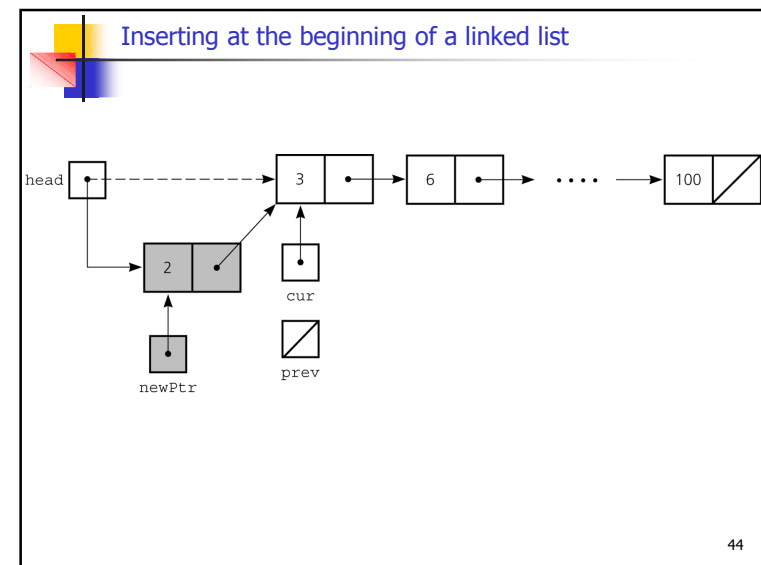 Inserting at the beginning of a linked list
head 3 6 . . . . 100
2
cur
newPtr prev
44